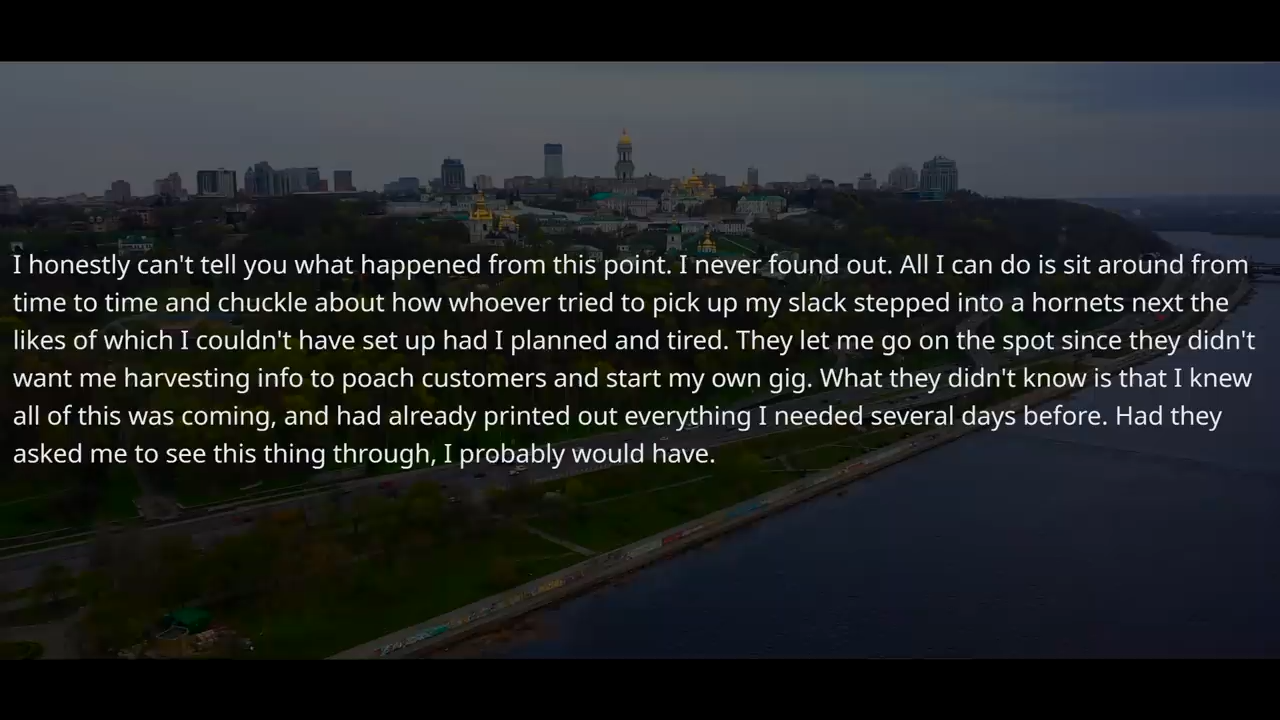 I honestly can't tell you what happened from this point. I never found out. All I can do is sit around from
time to time and chuckle about how whoever tried to pick up my slack stepped into a hornets next the
likes of which I couldn't have set up had I planned and tired. They let me go on the spot since they didn't
want me harvesting info to poach customers and start my own gig. What they didn't know is that I knew
all of this was coming, and had already printed out everything I needed several days before. Had they
asked me to see this thing through, I probably would have.